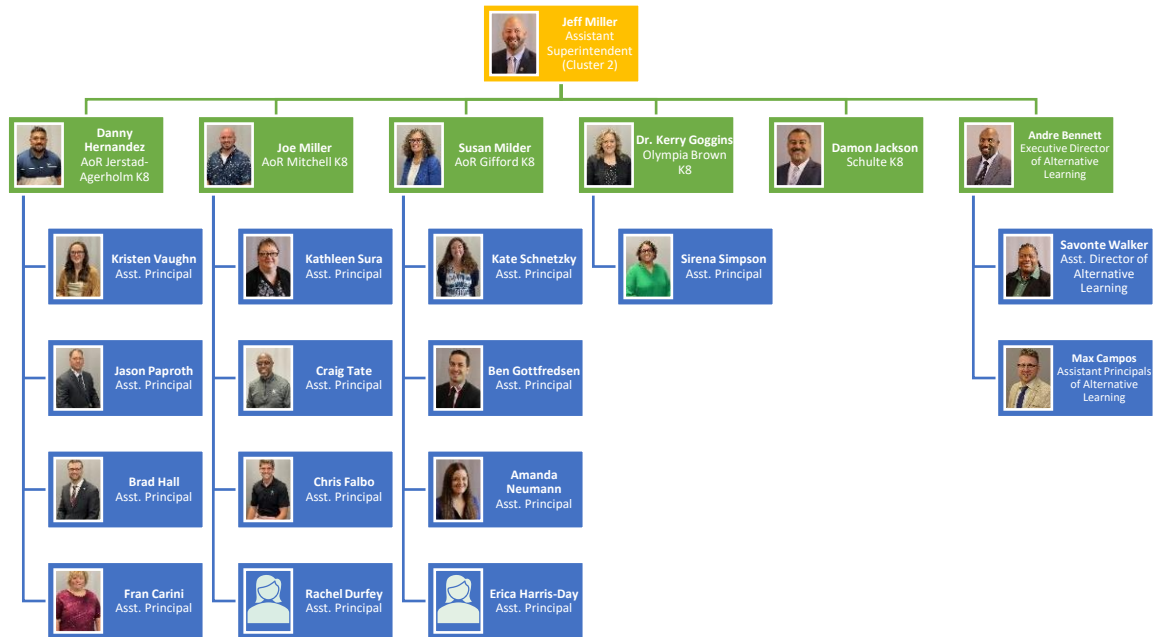 Jeff Miller
Assistant
Superintendent
(Cluster 2)
Danny
Hernandez
AoR Jerstad-
Agerholm K8
Joe Miller
AoR Mitchell K8
Susan Milder
AoR Gifford K8
Dr. Kerry Goggins
Olympia Brown
K8
Damon Jackson
Schulte K8
Andre Bennett
Executive Director
of Alternative
Learning
Kristen Vaughn
Asst. Principal
Kathleen Sura
Asst. Principal
Kate Schnetzky
Asst. Principal
Sirena Simpson
Asst. Principal
Savonte Walker
Asst. Director of
Alternative
Learning
Jason Paproth
Asst. Principal
Craig Tate
Asst. Principal
Ben Gottfredsen
Asst. Principal
Max Campos
Assistant Principals
of Alternative
Learning
Brad Hall
Asst. Principal
Chris Falbo
Asst. Principal
Amanda
Neumann
Asst. Principal
Fran Carini
Asst. Principal
Rachel Durfey
Asst. Principal
Erica Harris-Day
Asst. Principal